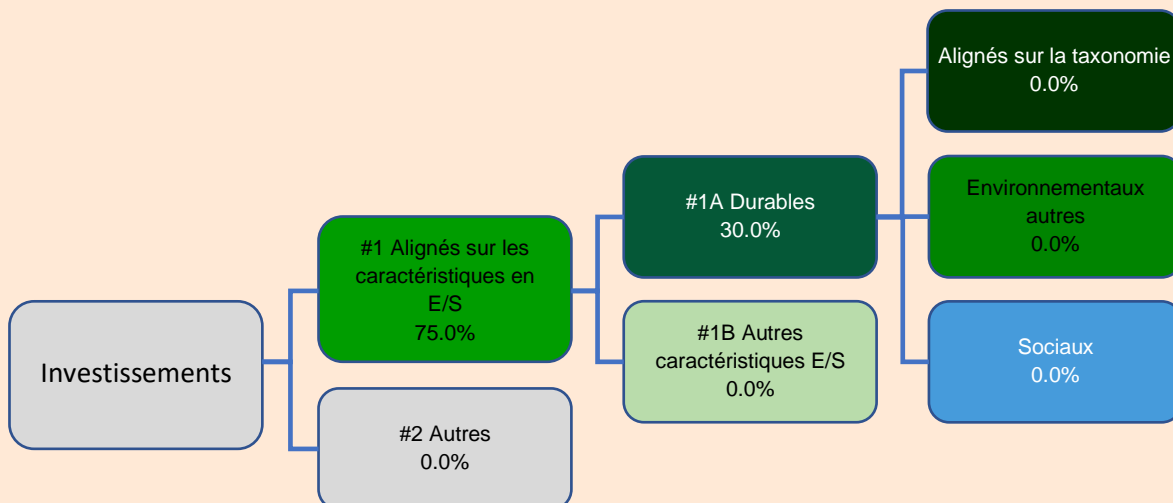 Investissements
#1 Alignés sur les
caractéristiques en
E/S
75.0%
#2 Autres
0.0%
#1A Durables
30.0%
#1B Autres
caractéristiques E/S
0.0%
Alignés sur la taxonomie
0.0%
Environnementaux
autres
0.0%
Sociaux
0.0%